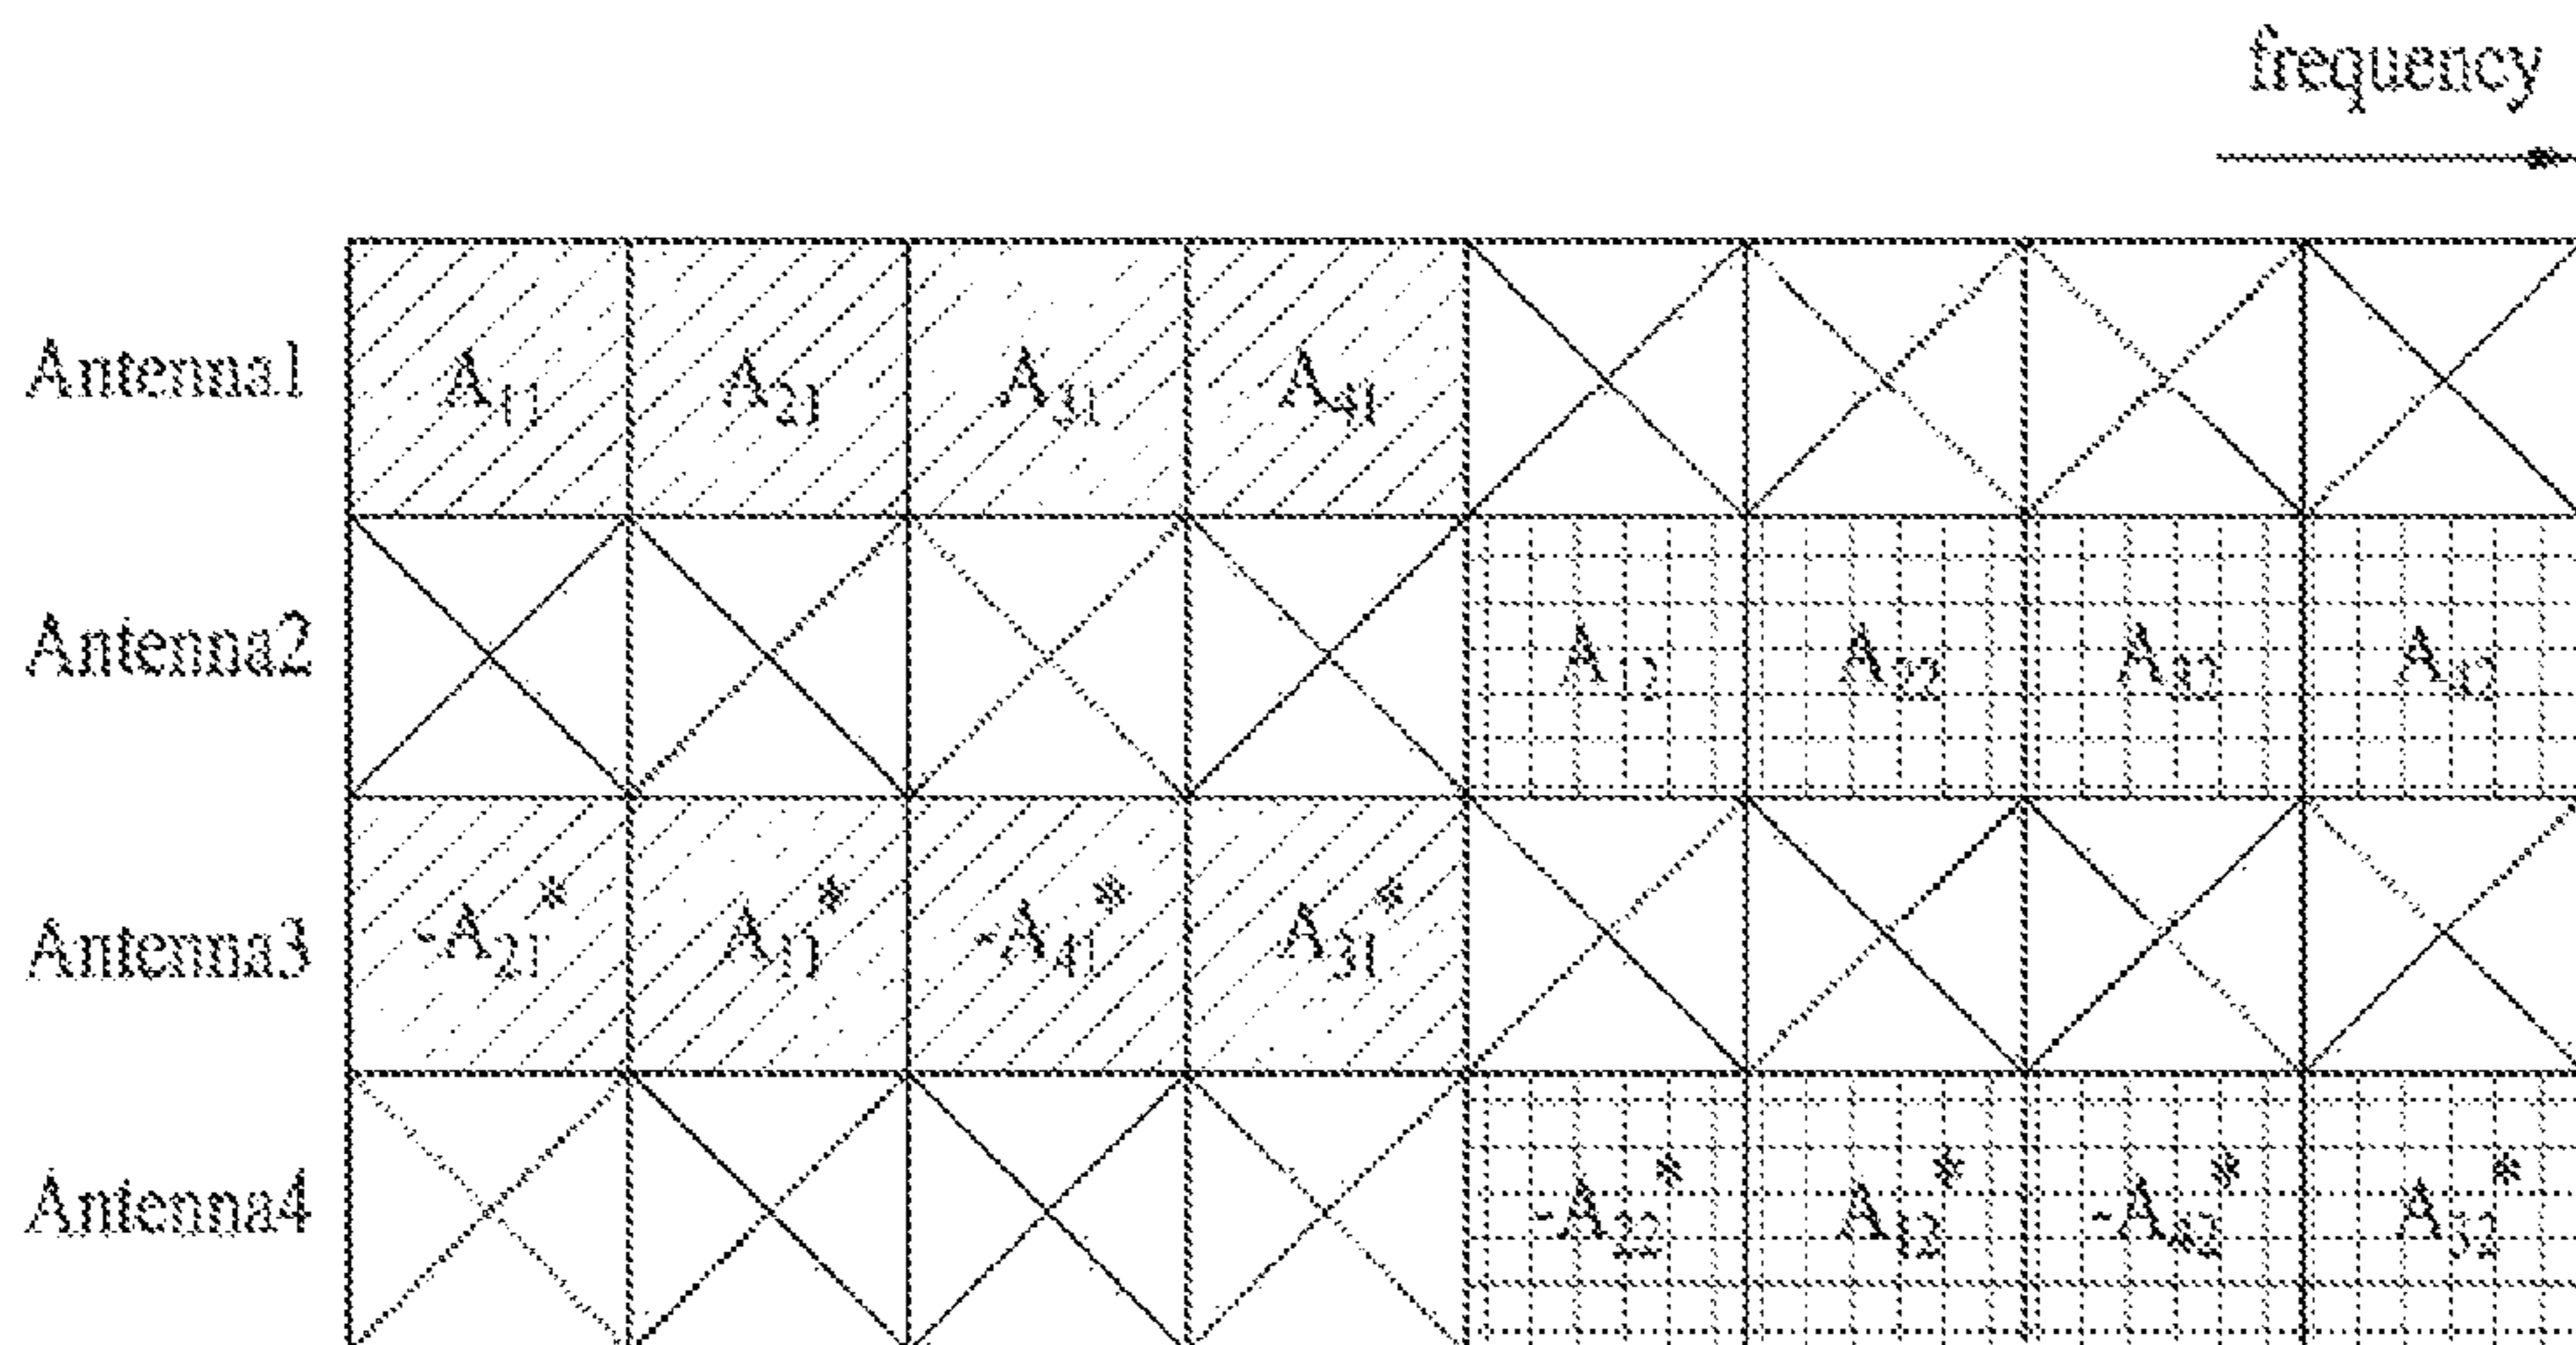 frequency
Antenna1 A₁₁ A₂₁ A₃₁ A₄₁
Antenna2 A₁₂ A₂₂ A₃₂ A₄₂
Antenna3 -A₂₁* A₁₁* -A₄₁* A₃₁*
Antenna4 -A₂₂* A₁₂* -A₄₂* A₃₂*